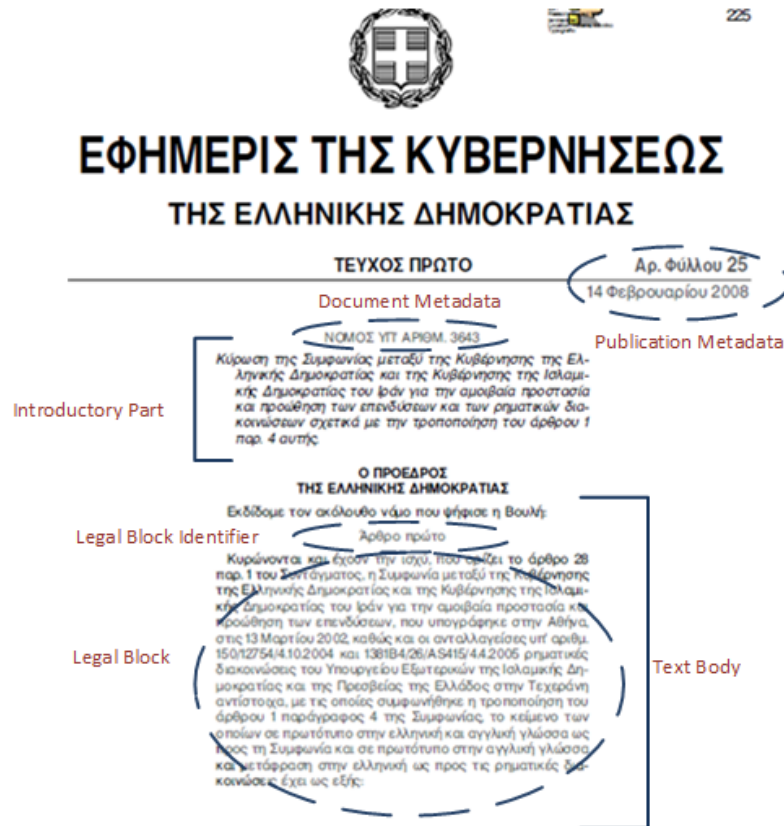 225
ΕΦΗΜΕΡΙΣ ΤΗΣ ΚΥΒΕΡΝΗΣΕΩΣ
ΤΗΣ ΕΛΛΗΝΙΚΗΣ ΔΗΜΟΚΡΑΤΙΑΣ
ΤΕΥΧΟΣ ΠΡΩΤΟ
Αρ. Φύλλου 25
14 Φεβρουαρίου 2008
Document Metadata
Publication Metadata
ΝΟΜΟΣ ΥΠ' ΑΡΙΘΜ. 3643
Introductory Part
Κύρωση της Συμφωνίας μεταξύ της Κυβέρνησης της Ελ-
ληνικής Δημοκρατίας και της Κυβέρνησης της Ισλαμι-
κής Δημοκρατίας του Ιράν για την αμοιβαία προστασία
και προώθηση των επενδύσεων και των ρηματικών δια-
κοινώσεων σχετικά με την τροποποίηση του άρθρου 1
παρ. 4 αυτής.
Ο ΠΡΟΕΔΡΟΣ
ΤΗΣ ΕΛΛΗΝΙΚΗΣ ΔΗΜΟΚΡΑΤΙΑΣ
Εκδίδομε τον ακόλουθο νόμο που ψήφισε η Βουλή:
Legal Block Identifier
Άρθρο πρώτο
Legal Block
Text Body
Κυρώνονται και έχουν την ισχύ, που ορίζει το άρθρο 28
παρ. 1 του Συντάγματος, η Συμφωνία μεταξύ της Κυβέρνησης
της Ελληνικής Δημοκρατίας και της Κυβέρνησης της Ισλαμι-
κής Δημοκρατίας του Ιράν για την αμοιβαία προστασία και
προώθηση των επενδύσεων, που υπογράφηκε στην Αθήνα,
στις 13 Μαρτίου 2002, καθώς και οι ανταλλαγείσες υπ' αριθμ.
150/12754/4.10.2004 και 1381Β4/26/AS415/4.4.2005 ρηματικές
διακοινώσεις του Υπουργείου Εξωτερικών της Ισλαμικής Δη-
μοκρατίας και της Πρεσβείας της Ελλάδος στην Τεχεράνη
αντίστοιχα, με τις οποίες συμφωνήθηκε η τροποποίηση του
άρθρου 1 παράγραφος 4 της Συμφωνίας, το κείμενο των
οποίων σε πρωτότυπο στην ελληνική και αγγλική γλώσσα ως
προς τη Συμφωνία και σε πρωτότυπο στην αγγλική γλώσσα
και μετάφραση στην ελληνική ως προς τις ρηματικές δια-
κοινώσεις έχει ως εξής: